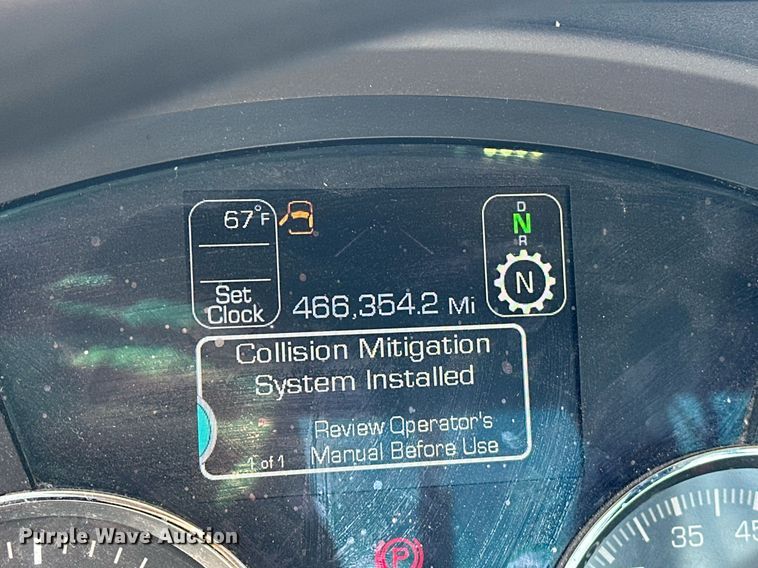 67°F
D
N
R
N
Set
Clock
466,354.2 Mi
Collision Mitigation
System Installed
Review Operator's
Manual Before Use
1 of 1
35
45
P
Purple Wave Auction